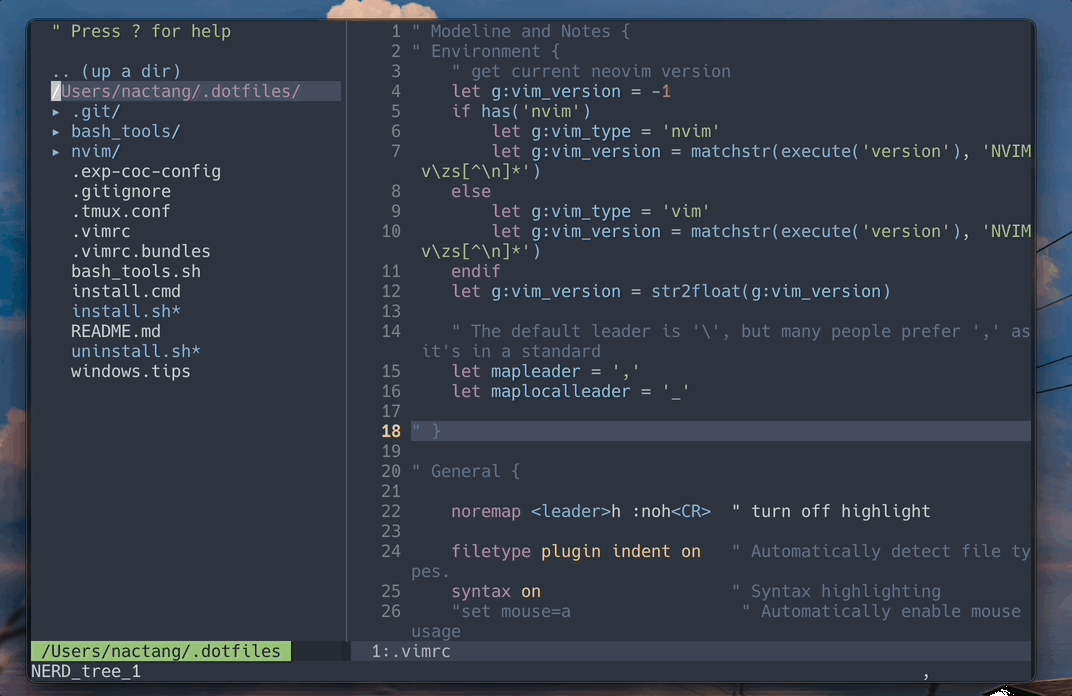 " Press ? for help
.. (up a dir)
/Users/nactang/.dotfiles/
▸ .git/
▸ bash_tools/
▸ nvim/
.exp-coc-config
.gitignore
.tmux.conf
.vimrc
.vimrc.bundles
bash_tools.sh
install.cmd
install.sh*
README.md
uninstall.sh*
windows.tips
/Users/nactang/.dotfiles
NERD_tree_1
1 " Modeline and Notes {
2 " Environment {
3     " get current neovim version
4     let g:vim_version = -1
5     if has('nvim')
6         let g:vim_type = 'nvim'
7         let g:vim_version = matchstr(execute('version'), 'NVIM
v\zs[^\n]*')
8     else
9         let g:vim_type = 'vim'
10         let g:vim_version = matchstr(execute('version'), 'NVIM
v\zs[^\n]*')
11     endif
12     let g:vim_version = str2float(g:vim_version)
13
14     " The default leader is '\', but many people prefer ',' as
it's in a standard
15     let mapleader = ','
16     let maplocalleader = '_'
17
18 " }
19
20 " General {
21
22     noremap <leader>h :noh<CR>  " turn off highlight
23
24     filetype plugin indent on   " Automatically detect file ty
pes.
25     syntax on                   " Syntax highlighting
26     "set mouse=a                 " Automatically enable mouse
usage
1:.vimrc
,